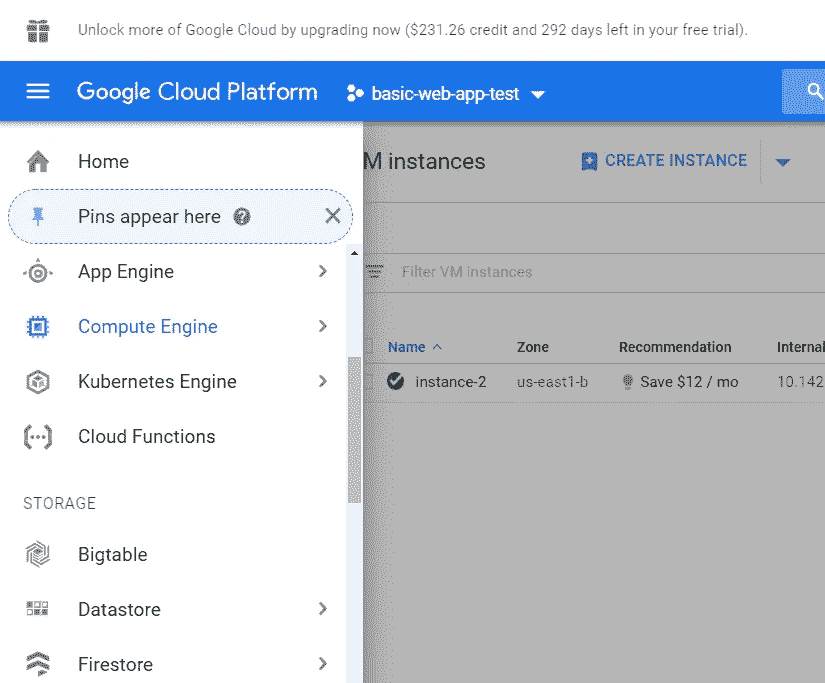 Unlock more of Google Cloud by upgrading now ($231.26 credit and 292 days left in your free trial).
Google Cloud Platform basic-web-app-test
Home
VM instances CREATE INSTANCE
Pins appear here
App Engine
Filter VM instances
Compute Engine
Name Zone Recommendation Internal
Kubernetes Engine
instance-2 us-east1-b Save $12 / mo 10.142
Cloud Functions
STORAGE
Bigtable
Datastore
Firestore